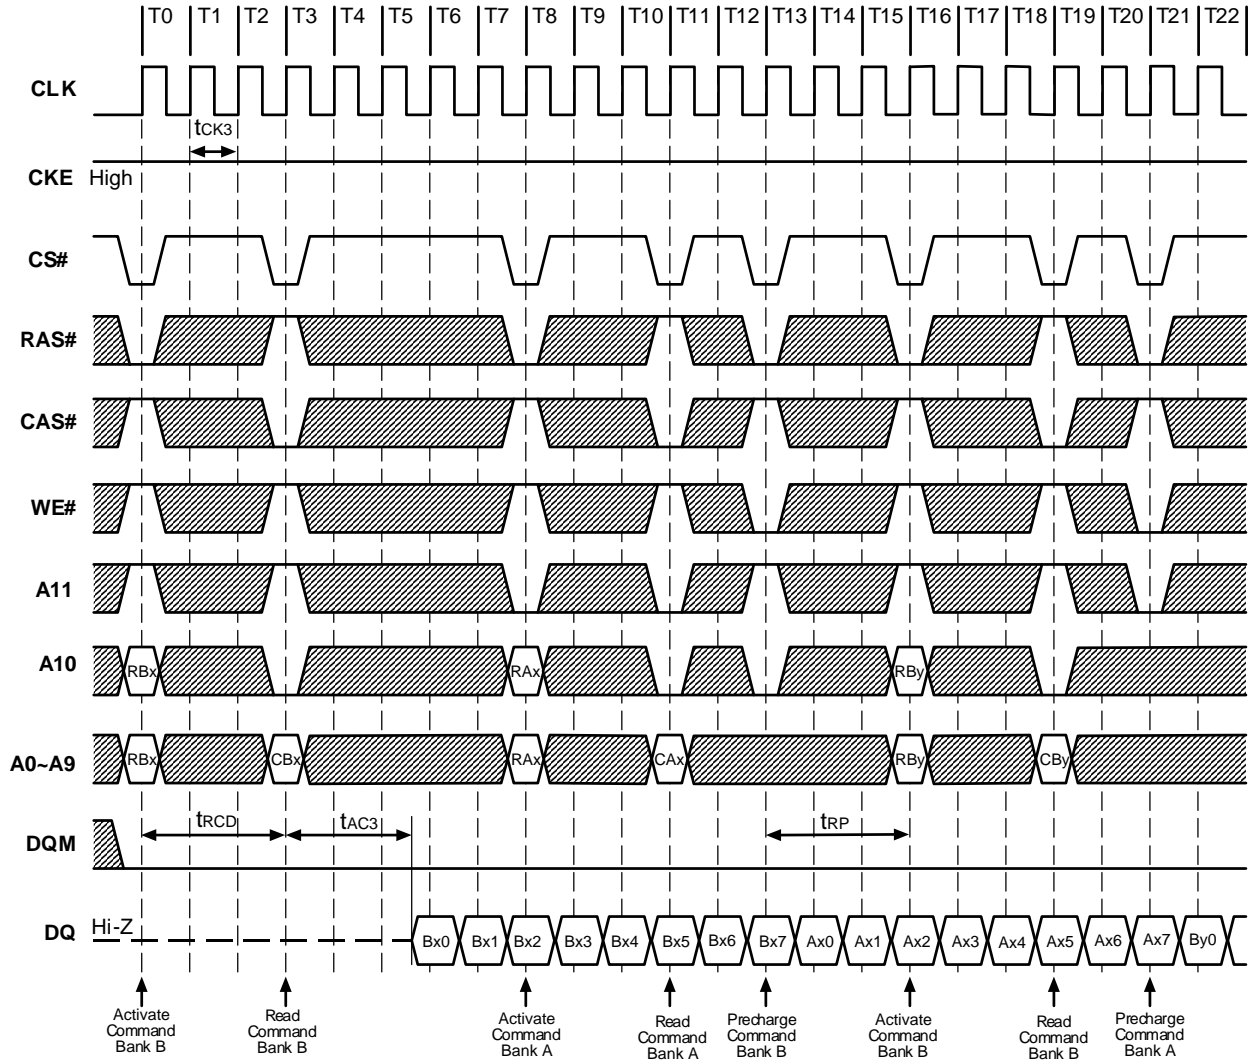 T0 T1 T2 T3 T4 T5 T6 T7 T8 T9 T10 T11 T12 T13 T14 T15 T16 T17 T18 T19 T20 T21 T22
CLK
tCK3
CKE High
CS#
RAS#
CAS#
WE#
A11
A10 RBx RAx RBy
A0~A9 RBx CBx RAx CAx RBy CBy
tRCD tAC3 tRP
DQM
Hi-Z
DQ Bx0 Bx1 Bx2 Bx3 Bx4 Bx5 Bx6 Bx7 Ax0 Ax1 Ax2 Ax3 Ax4 Ax5 Ax6 Ax7 By0
Activate
Command
Bank B
Read
Command
Bank B
Activate
Command
Bank A
Read
Command
Bank A
Precharge
Command
Bank B
Activate
Command
Bank B
Read
Command
Bank B
Precharge
Command
Bank A